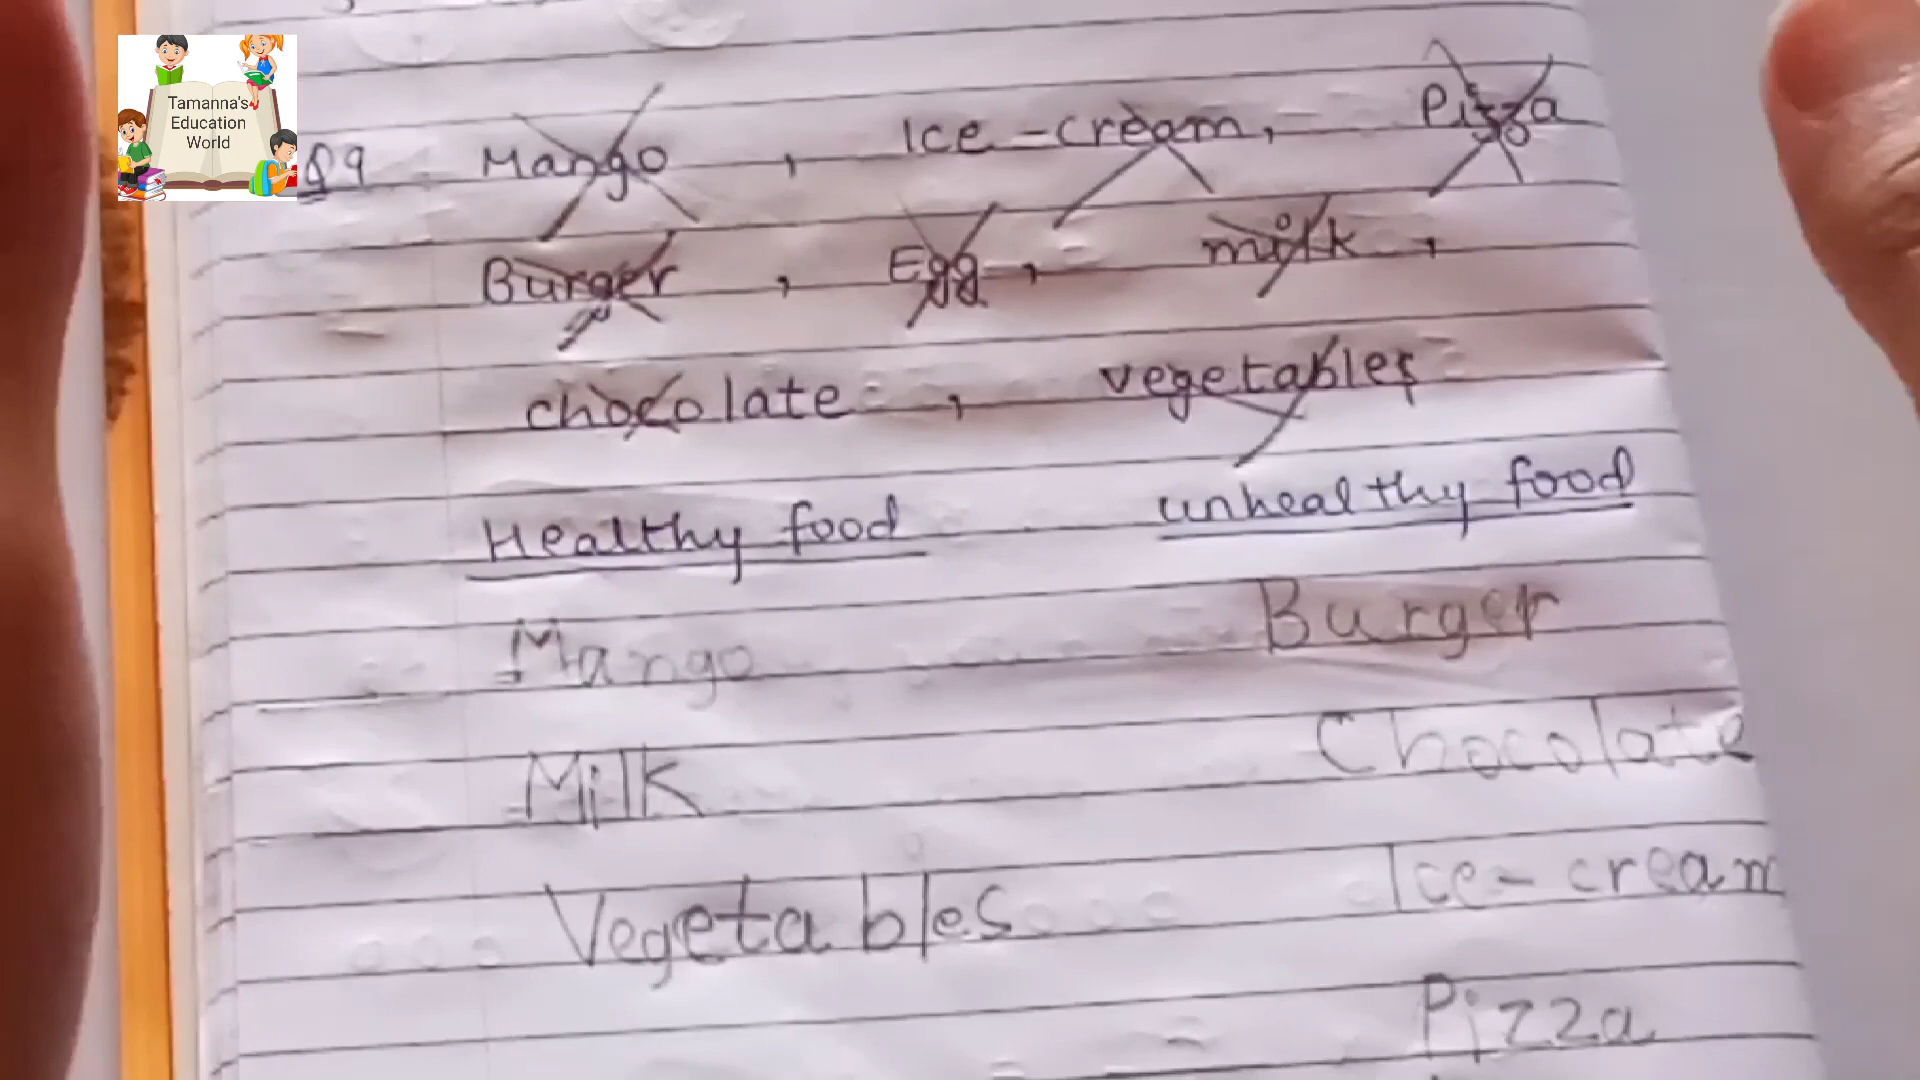 Tamanna's
Education
World
Q9 Mango , Ice-cream, Pizza
Burger , Egg, milk ,
chocolate , vegetables
Healthy food unhealthy food
Mango Burger
Milk Chocolate
Vegetables Ice-cream
Pizza